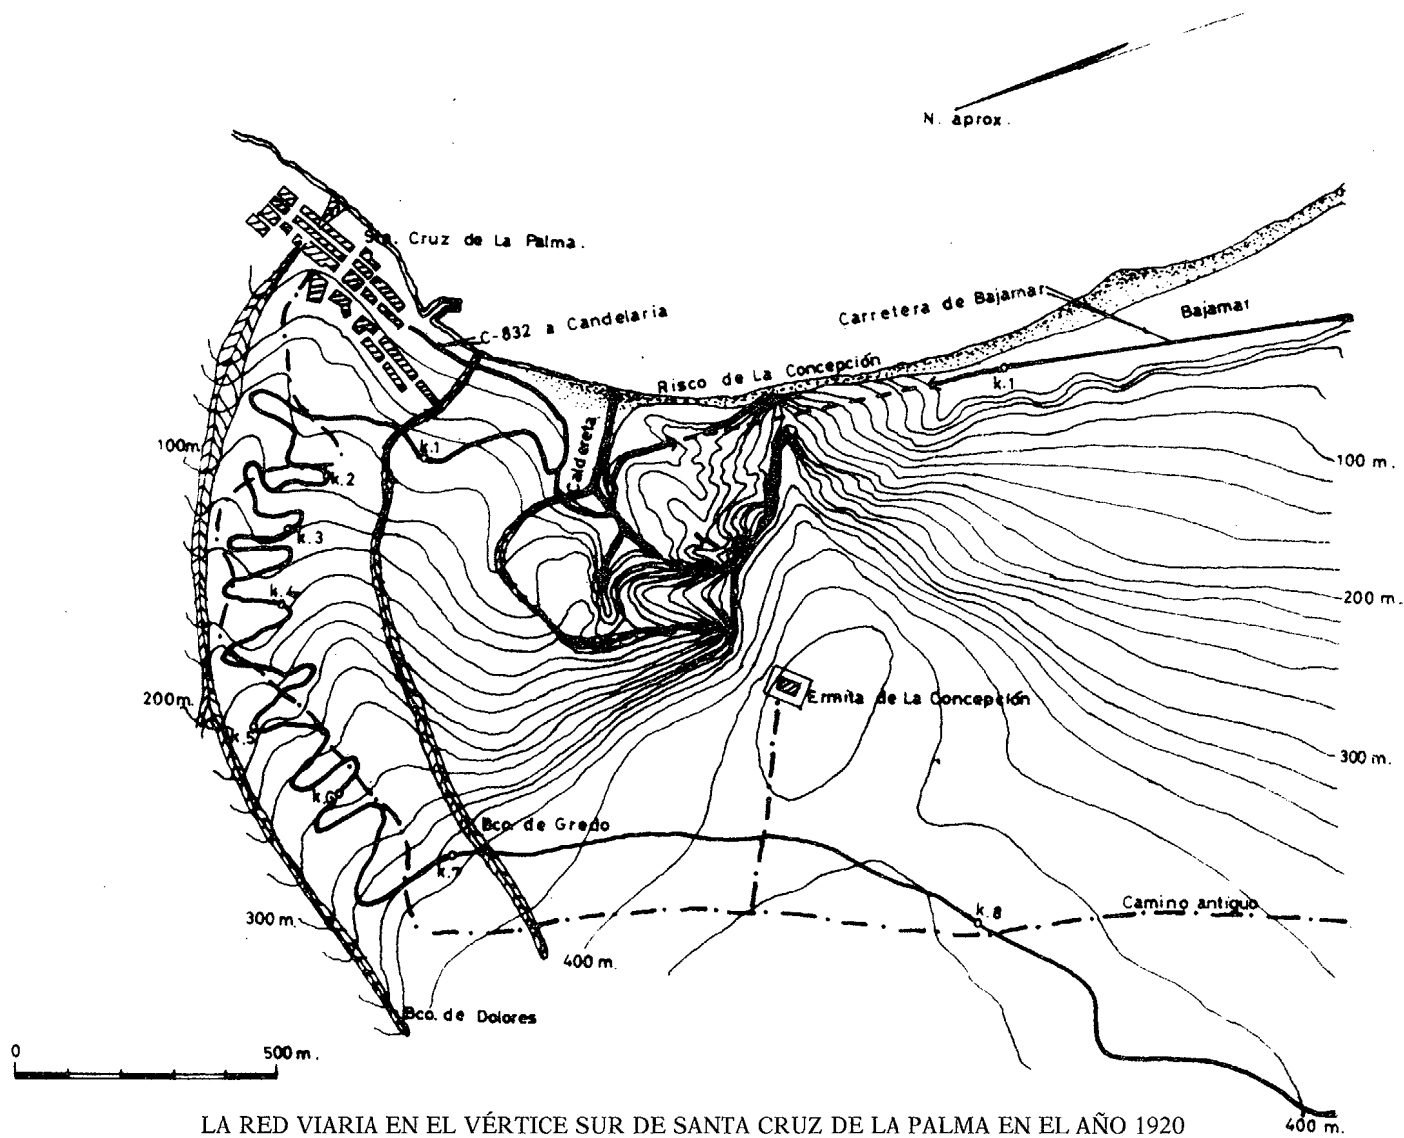 N. aprox.
Sta. Cruz de La Palma.
C-832 a Candelaria
Carretera de Bajamar
Bajamar
Risco de La Concepción
k.1
k.1
Caldereta
100m.
100 m.
k.2
k.3
k.4
200 m.
200m.
k.5
Ermita de La Concepción
300 m.
k.6
Bco. de Gredo
k.7
k.8
Camino antiguo
300 m.
400 m.
Bco. de Dolores
0
500 m.
400 m.
LA RED VIARIA EN EL VÉRTICE SUR DE SANTA CRUZ DE LA PALMA EN EL AÑO 1920